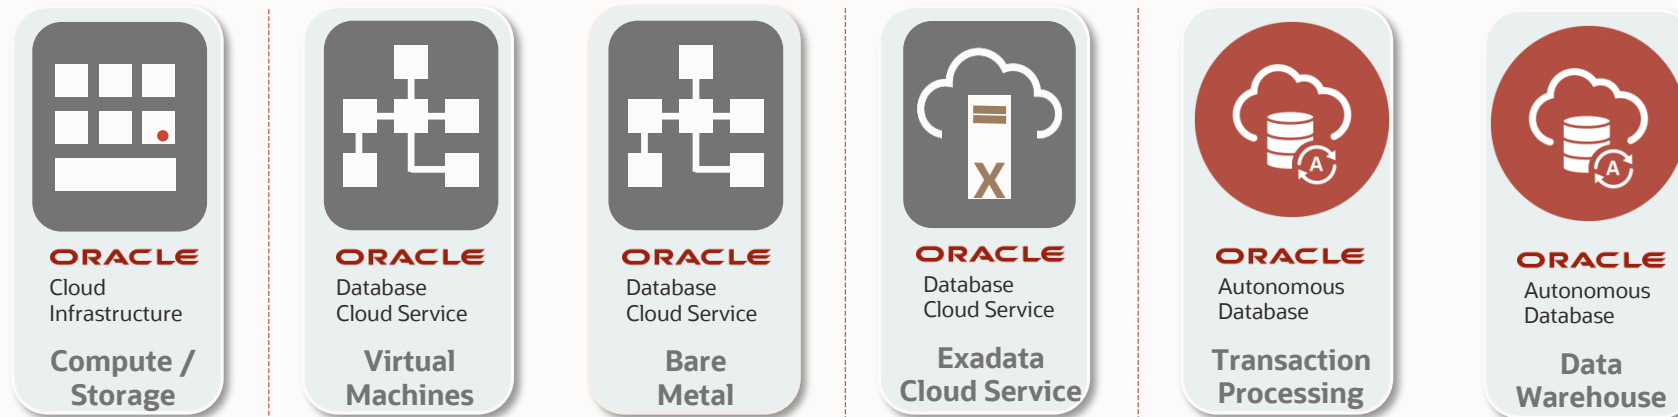 ORACLE
Cloud
Infrastructure
Compute /
Storage
ORACLE
Database
Cloud Service
Virtual
Machines
ORACLE
Database
Cloud Service
Bare
Metal
X
ORACLE
Database
Cloud Service
Exadata
Cloud Service
A
ORACLE
Autonomous
Database
Transaction
Processing
A
ORACLE
Autonomous
Database
Data
Warehouse